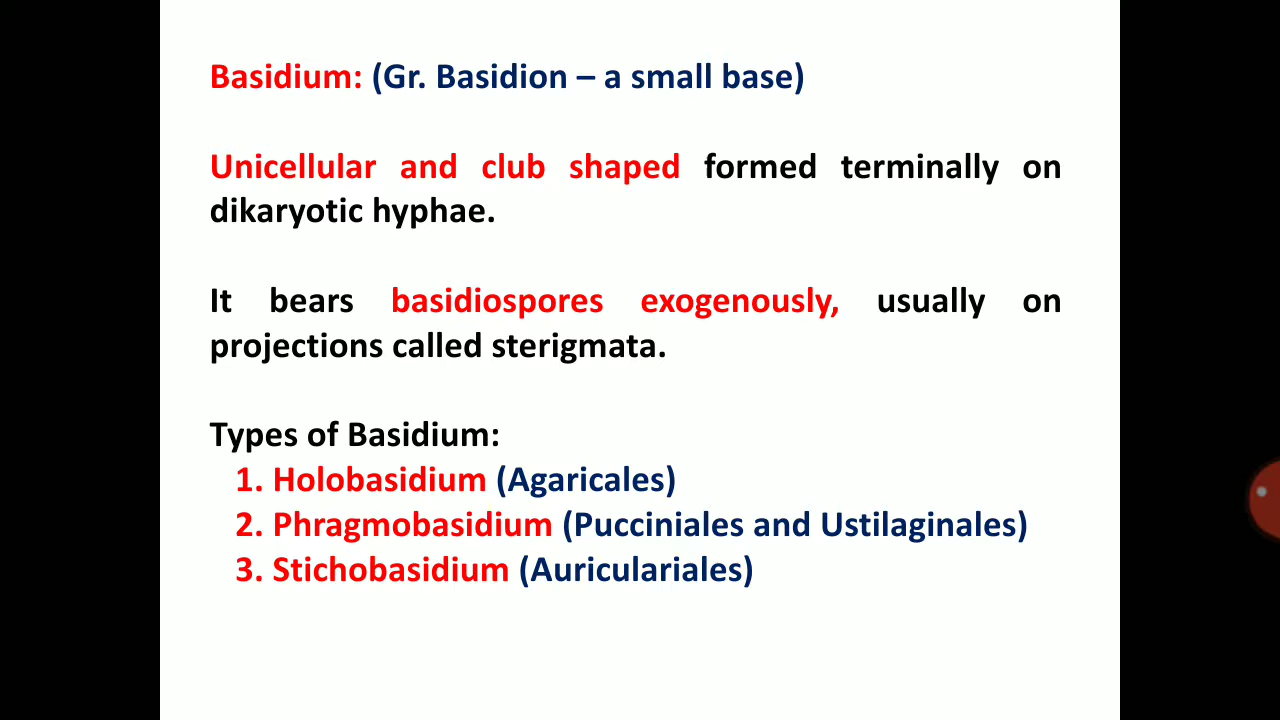 Basidium: (Gr. Basidion – a small base)
Unicellular and club shaped formed terminally on
dikaryotic hyphae.
It bears basidiospores exogenously, usually on
projections called sterigmata.
Types of Basidium:
1. Holobasidium (Agaricales)
2. Phragmobasidium (Pucciniales and Ustilaginales)
3. Stichobasidium (Auriculariales)